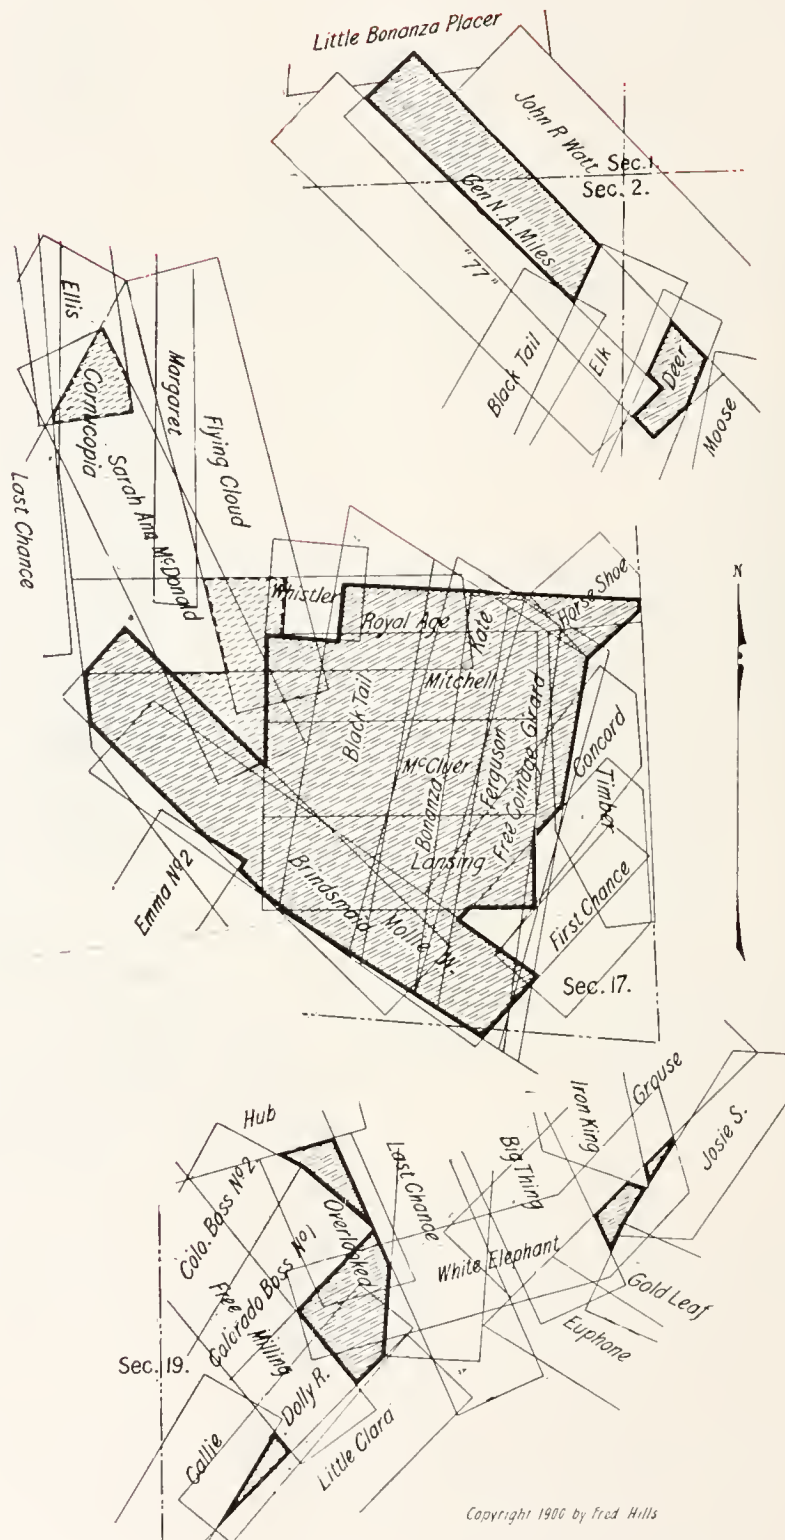 Little Bonanza Placer
John R Watt
Sec. 1.
Sec. 2.
Gen N. A Miles
"77"
Black Tail
Elk
Deer
Moose
Ellis
Cornucopia
Margaret
Flying Cloud
Sarah Ann McDonald
Last Chance
Whistler
Royal Age
Kate
Horse Shoe
N
Mitchell
Black Tail
McCluer
Bonanza
Ferguson
Free Coinage
Girard
Concord
Timber
Lansing
Emma No 2
Brindsmaid
Mollie W.
First Chance
Sec. 17.
Hub
Colo. Boss No 2
Last Change
Overlooked
Big Thing
Iron King
Grouse
Josie S.
Colorado Boss No 1
White Elephant
Free Milling
Gold Leaf
Euphone
Sec. 19.
Dolly R.
Callie
Little Clara
Copyright 1900 by Fred Hills